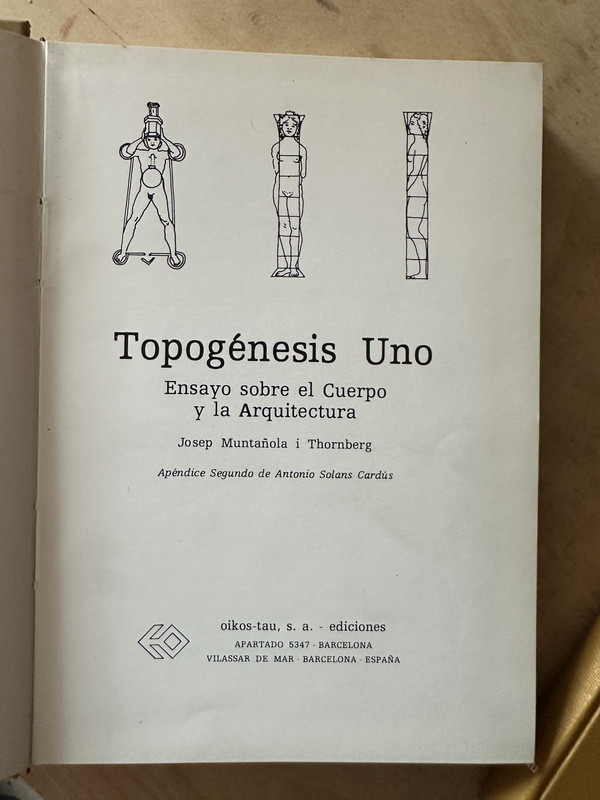 Topogénesis Uno
Ensayo sobre el Cuerpo
y la Arquitectura
Josep Muntañola i Thornberg
Apéndice Segundo de Antonio Solans Cardús
oikos-tau, s. a. - ediciones
APARTADO 5347 - BARCELONA
VILASSAR DE MAR - BARCELONA - ESPAÑA